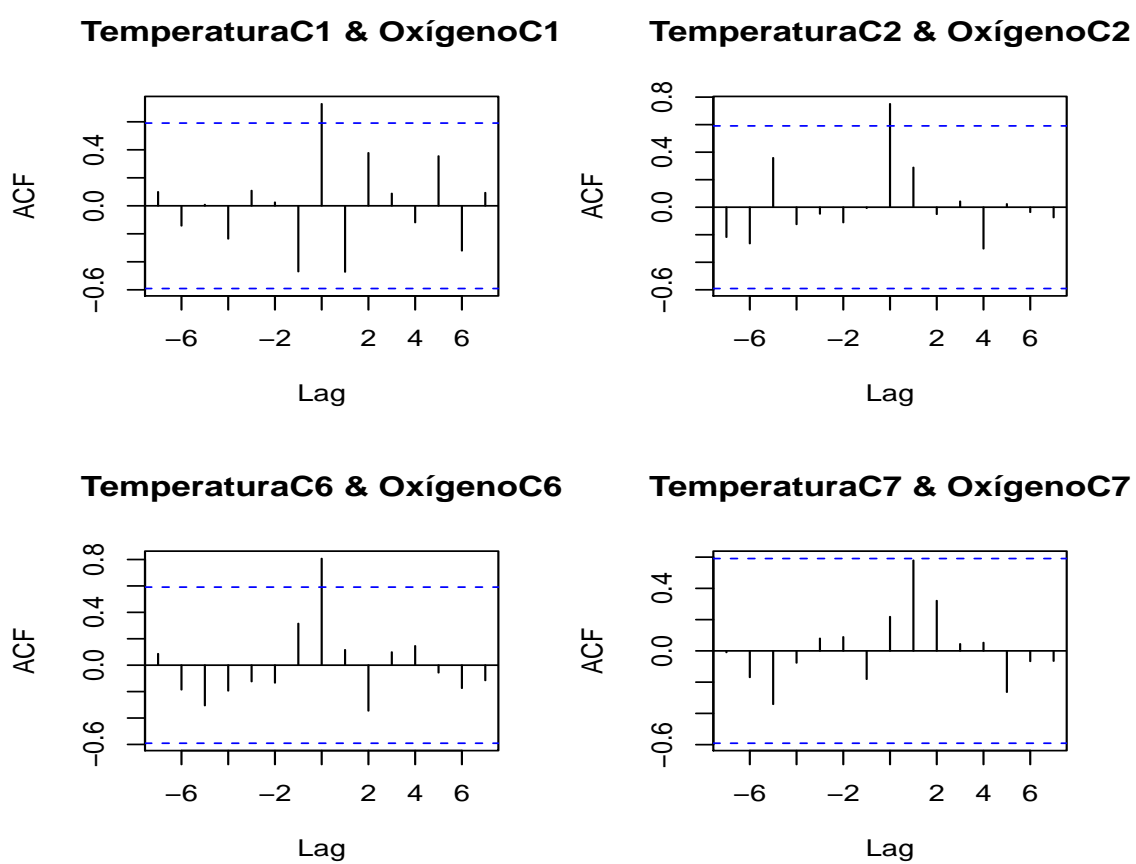 TemperaturaC1 & OxígenoC1
ACF
0.4
0.0
−0.6
−6 −2 2 4 6
Lag
TemperaturaC2 & OxígenoC2
ACF
0.8
0.4
0.0
−0.6
−6 −2 2 4 6
Lag
TemperaturaC6 & OxígenoC6
ACF
0.8
0.4
0.0
−0.6
−6 −2 2 4 6
Lag
TemperaturaC7 & OxígenoC7
ACF
0.4
0.0
−0.6
−6 −2 2 4 6
Lag